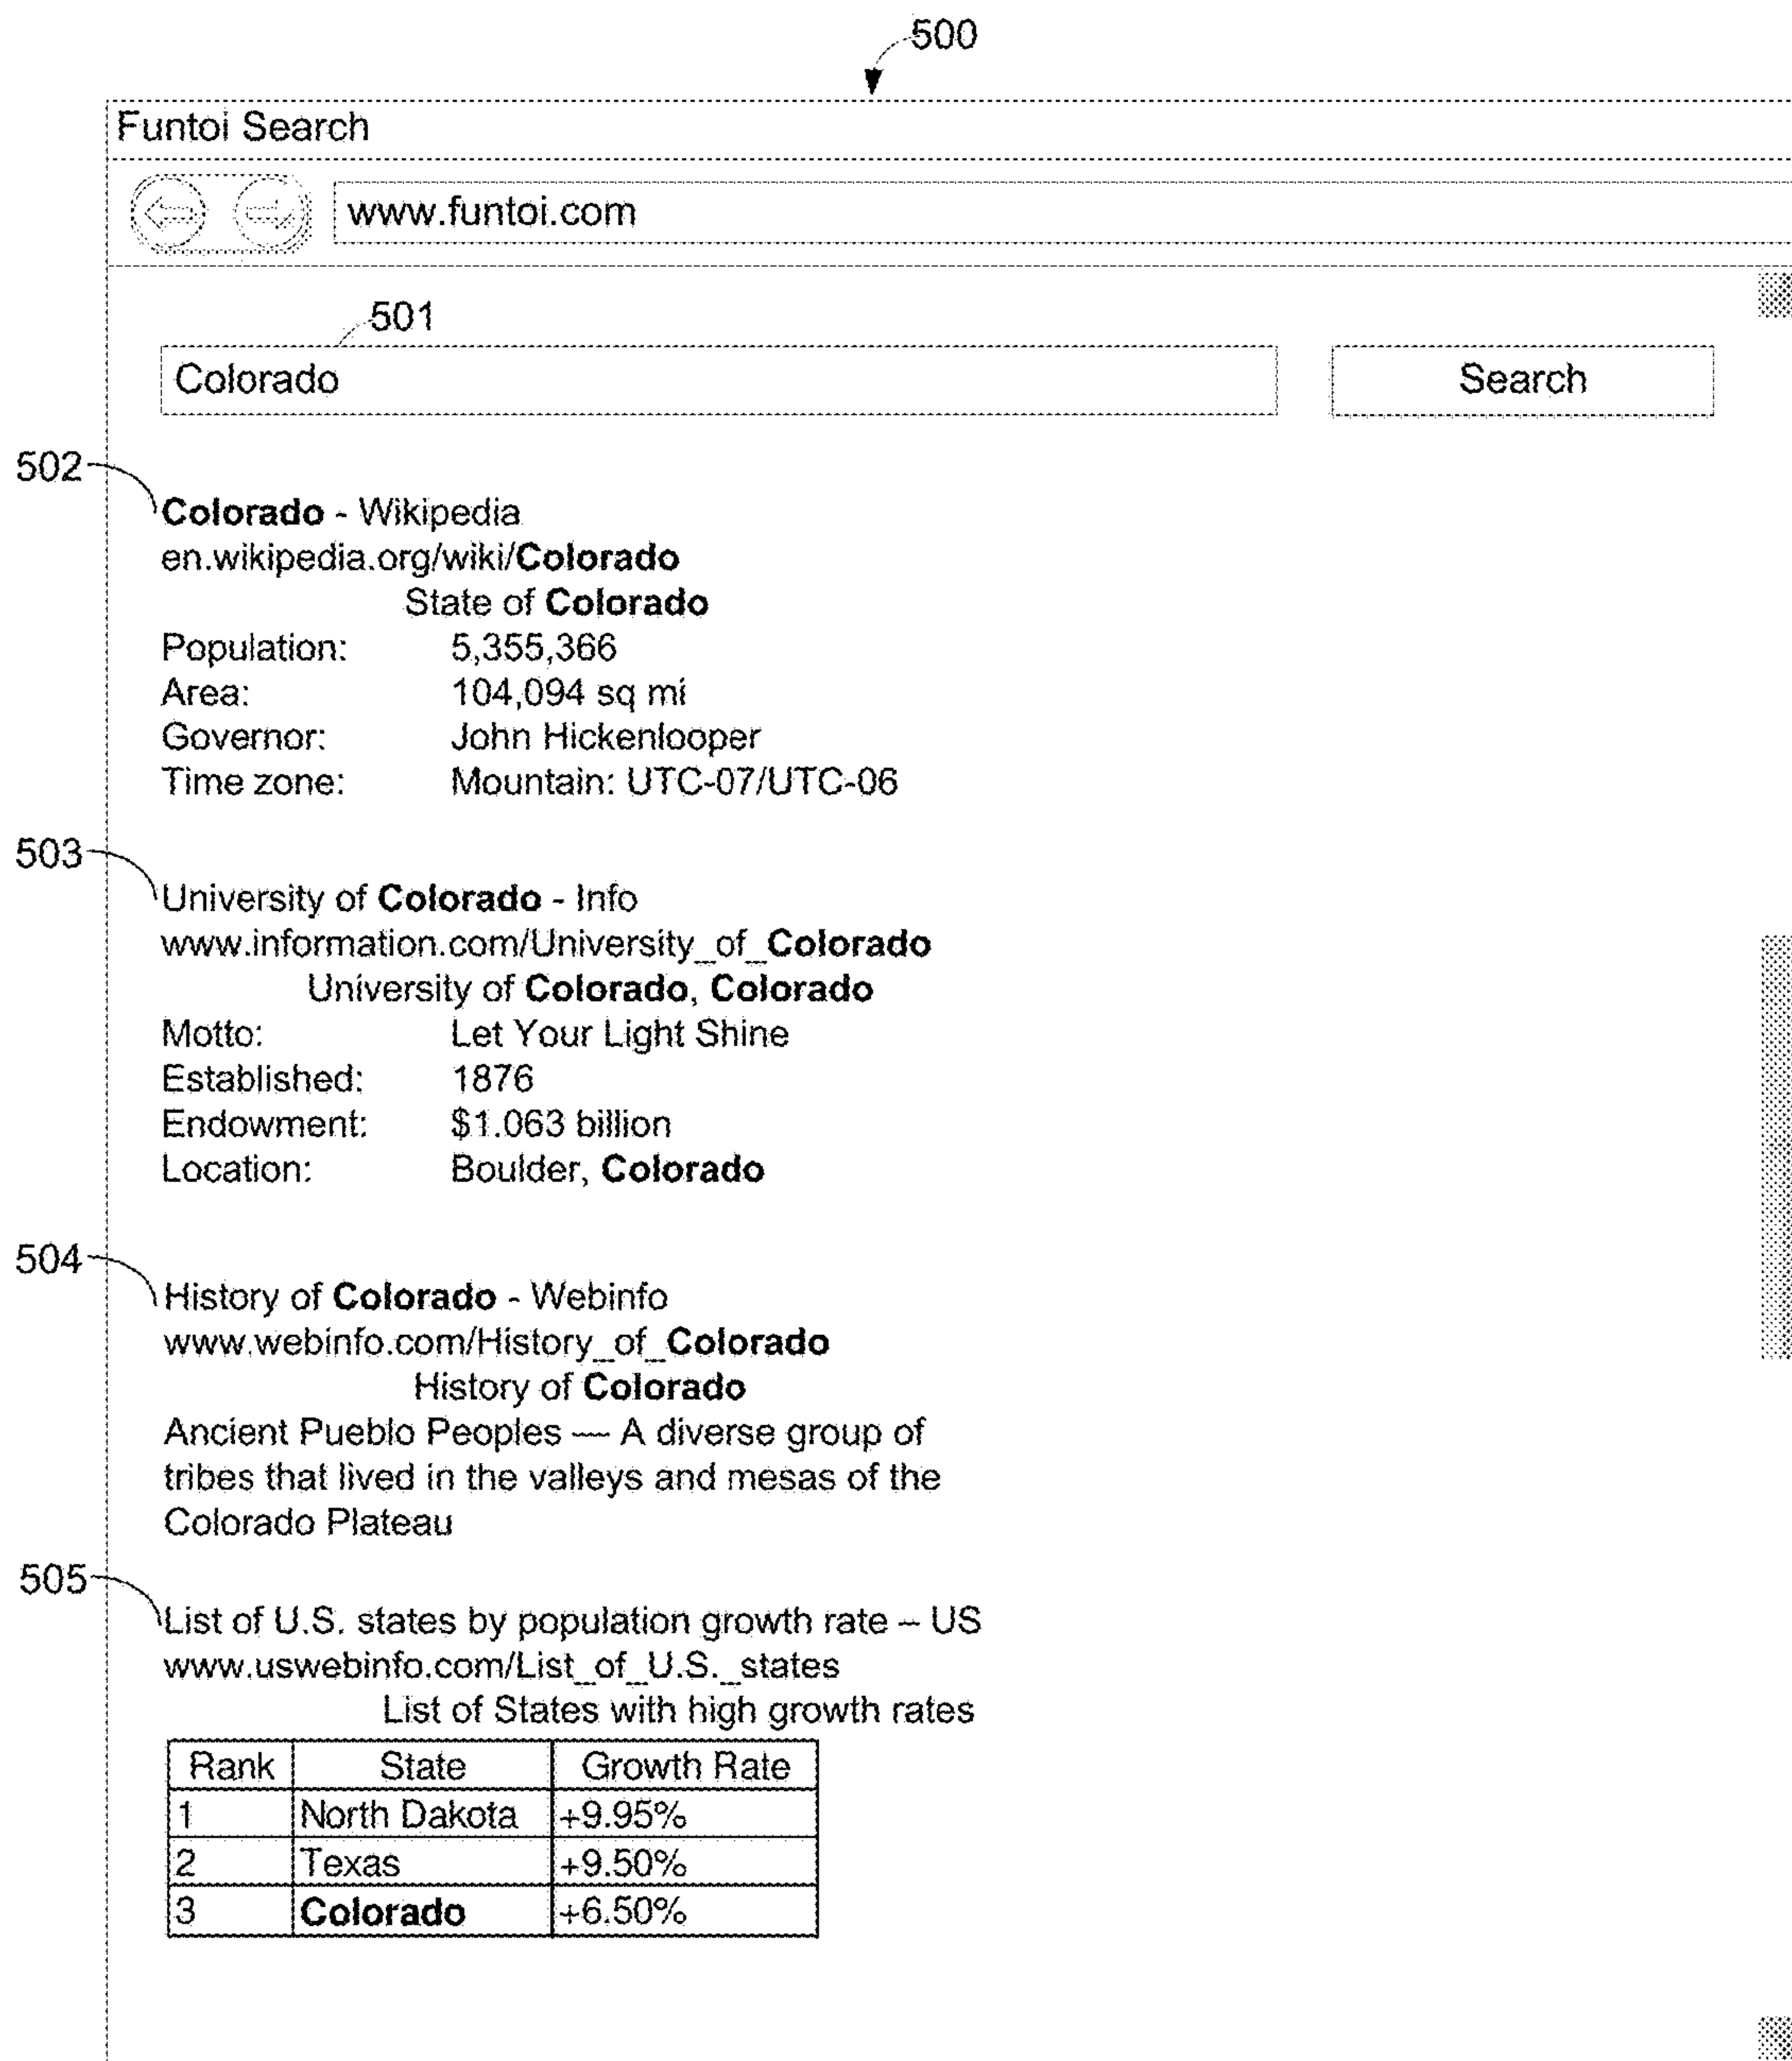 500
Funtoi Search
www.funtoi.com
501
Colorado
Search
502
Colorado - Wikipedia
en.wikipedia.org/wiki/Colorado
State of Colorado
Population: 5,355,366
Area: 104,094 sq mi
Governor: John Hickenlooper
Time zone: Mountain: UTC-07/UTC-06
503
University of Colorado - Info
www.information.com/University_of_Colorado
University of Colorado, Colorado
Motto: Let Your Light Shine
Established: 1876
Endowment: $1.063 billion
Location: Boulder, Colorado
504
History of Colorado - Webinfo
www.webinfo.com/History_of_Colorado
History of Colorado
Ancient Pueblo Peoples — A diverse group of
tribes that lived in the valleys and mesas of the
Colorado Plateau
505
List of U.S. states by population growth rate – US
www.uswebinfo.com/List_of_U.S._states
List of States with high growth rates
Rank State Growth Rate
1 North Dakota +9.95%
2 Texas +9.50%
3 Colorado +6.50%